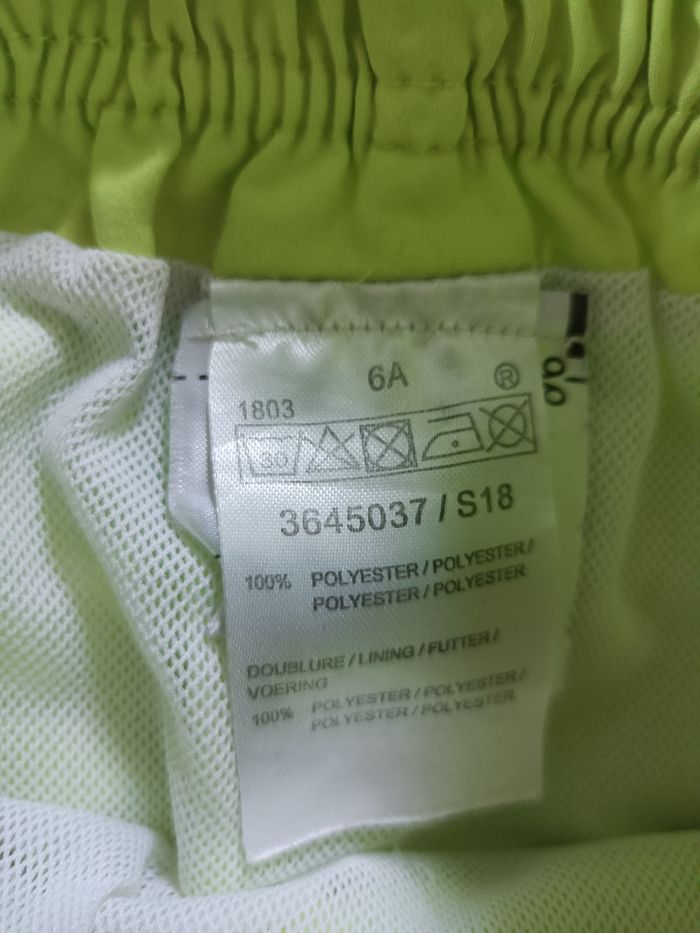 6A
®
1803
30
3645037 / S18
100% POLYESTER / POLYESTER /
POLYESTER / POLYESTER
DOUBLURE / LINING / FUTTER /
VOERING
100% POLYESTER / POLYESTER /
POLYESTER / POLYESTER